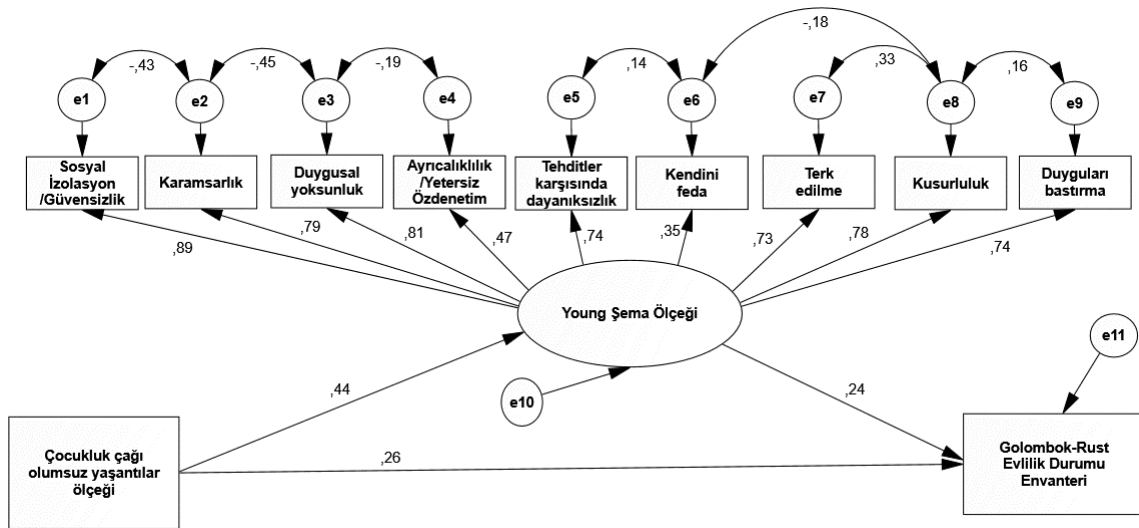 -,43
-,45
-,19
,14
-,18
,33
,16
e1
e2
e3
e4
e5
e6
e7
e8
e9
Sosyal
İzolasyon
/Güvensizlik
Karamsarlık
Duygusal
yoksunluk
Ayrıcalıklılık
/Yetersiz
Özdenetim
Tehditler
karşısında
dayanıksızlık
Kendini
feda
Terk
edilme
Kusurluluk
Duyguları
bastırma
,89
,79
,81
,47
,74
,35
,73
,78
,74
Young Şema Ölçeği
e11
,44
e10
,24
Çocukluk çağı
olumsuz yaşantılar
ölçeği
,26
Golombok-Rust
Evlilik Durumu
Envanteri